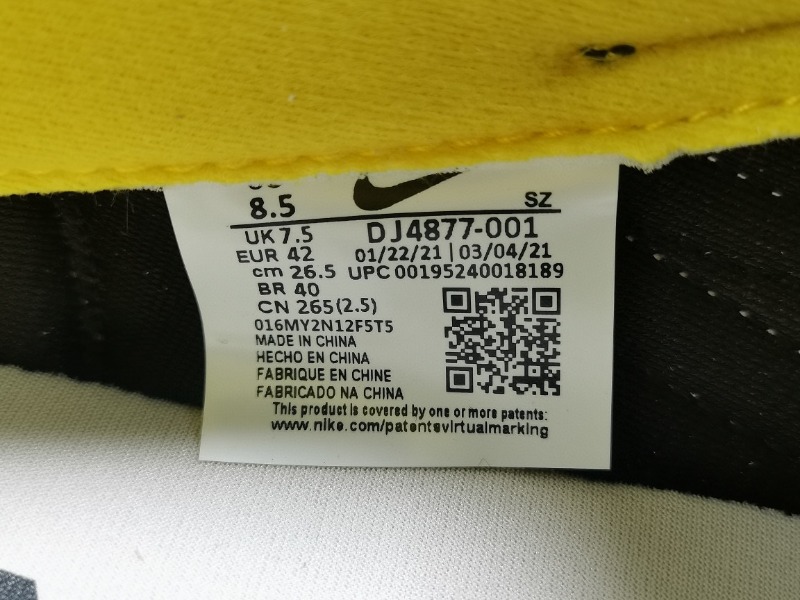 8.5 SZ
UK 7.5 DJ4877-001
EUR 42 01/22/21 | 03/04/21
cm 26.5 UPC 00195240018189
BR 40
CN 265(2.5)
016MY2N12F5T5
MADE IN CHINA
HECHO EN CHINA
FABRIQUE EN CHINE
FABRICADO NA CHINA
This product is covered by one or more patents:
www.nike.com/patentsvirtualmarking